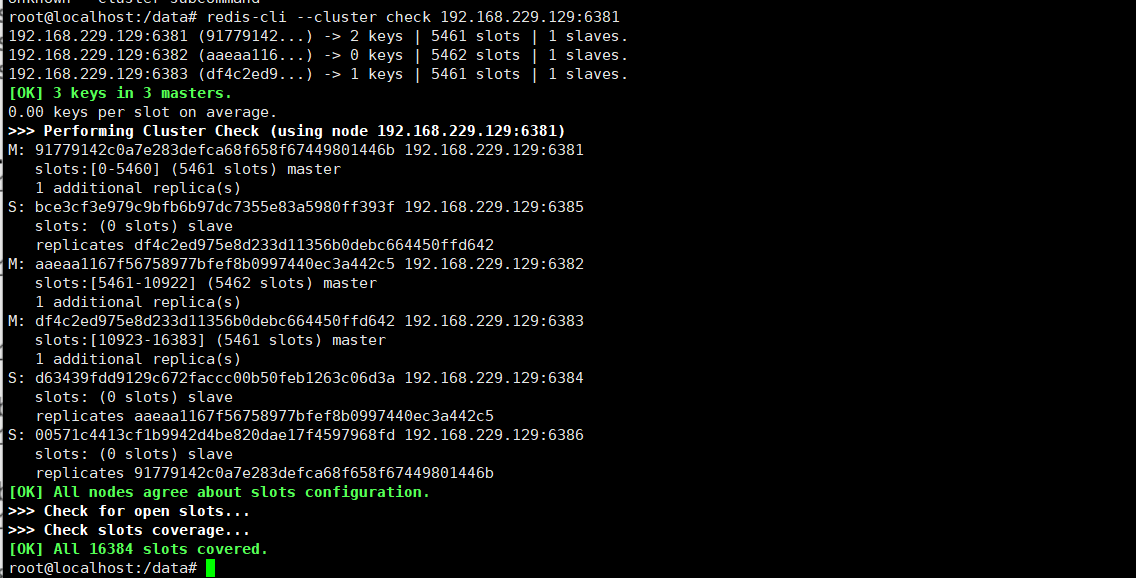 root@localhost:/data# redis-cli --cluster check 192.168.229.129:6381
192.168.229.129:6381 (91779142...) -> 2 keys | 5461 slots | 1 slaves.
192.168.229.129:6382 (aaeaa116...) -> 0 keys | 5462 slots | 1 slaves.
192.168.229.129:6383 (df4c2ed9...) -> 1 keys | 5461 slots | 1 slaves.
[OK] 3 keys in 3 masters.
0.00 keys per slot on average.
>>> Performing Cluster Check (using node 192.168.229.129:6381)
M: 91779142c0a7e283defca68f658f67449801446b 192.168.229.129:6381
   slots:[0-5460] (5461 slots) master
   1 additional replica(s)
S: bce3cf3e979c9bfb6b97dc7355e83a5980ff393f 192.168.229.129:6385
   slots: (0 slots) slave
   replicates df4c2ed975e8d233d11356b0debc664450ffd642
M: aaeaa1167f56758977bfef8b0997440ec3a442c5 192.168.229.129:6382
   slots:[5461-10922] (5462 slots) master
   1 additional replica(s)
M: df4c2ed975e8d233d11356b0debc664450ffd642 192.168.229.129:6383
   slots:[10923-16383] (5461 slots) master
   1 additional replica(s)
S: d63439fdd9129c672faccc00b50feb1263c06d3a 192.168.229.129:6384
   slots: (0 slots) slave
   replicates aaeaa1167f56758977bfef8b0997440ec3a442c5
S: 00571c4413cf1b9942d4be820dae17f4597968fd 192.168.229.129:6386
   slots: (0 slots) slave
   replicates 91779142c0a7e283defca68f658f67449801446b
[OK] All nodes agree about slots configuration.
>>> Check for open slots...
>>> Check slots coverage...
[OK] All 16384 slots covered.
root@localhost:/data#